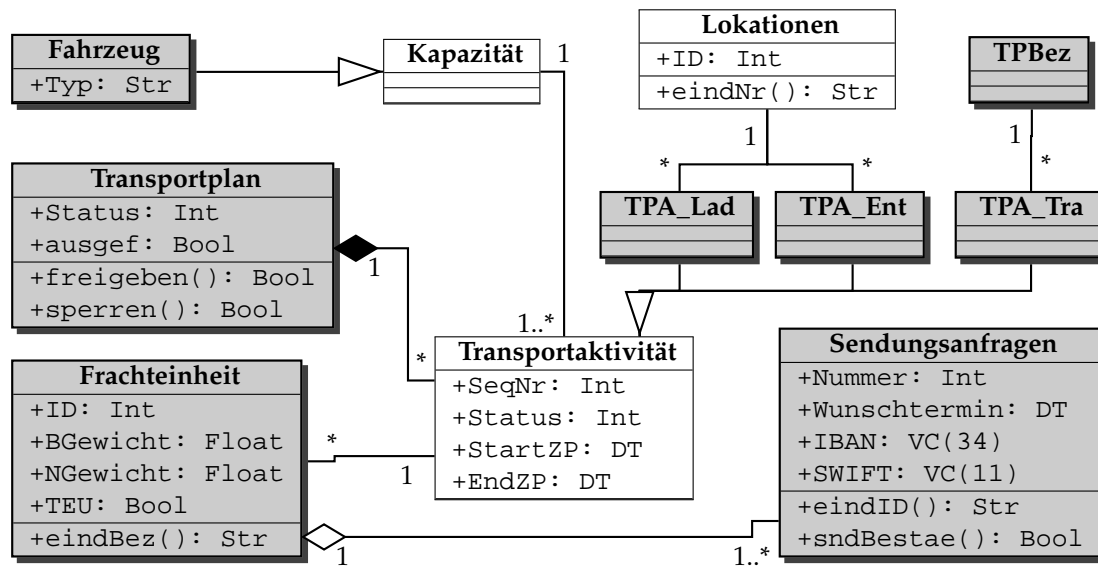 Fahrzeug
+Typ: Str
Kapazität
1
Lokationen
+ID: Int
+eindNr(): Str
TPBez
1
1
*
*
*
Transportplan
+Status: Int
+ausgef: Bool
+freigeben(): Bool
+sperren(): Bool
1
*
TPA_Lad
TPA_Ent
TPA_Tra
1..*
Transportaktivität
+SeqNr: Int
+Status: Int
+StartZP: DT
+EndZP: DT
Frachteinheit
+ID: Int
+BGewicht: Float
+NGewicht: Float
+TEU: Bool
+eindBez(): Str
*
1
1
1..*
Sendungsanfragen
+Nummer: Int
+Wunschtermin: DT
+IBAN: VC(34)
+SWIFT: VC(11)
+eindID(): Str
+sndBestae(): Bool